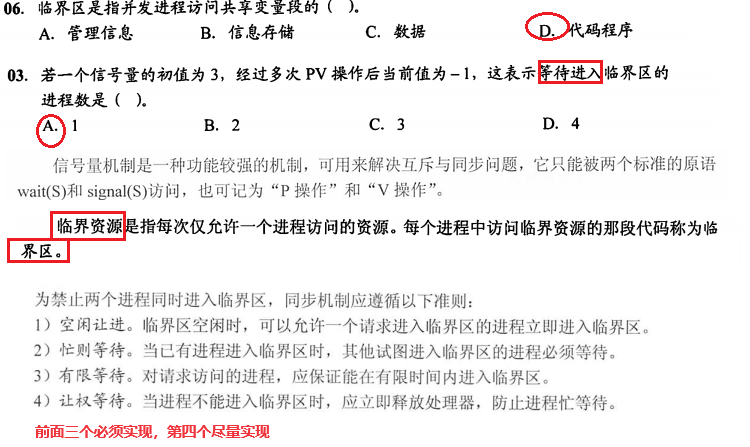 06. 临界区是指并发进程访问共享变量段的（ ）。
A. 管理信息 B. 信息存储 C. 数据 D. 代码程序
03. 若一个信号量的初值为 3，经过多次 PV 操作后当前值为 –1，这表示等待进入临界区的
进程数是（ ）。
A. 1 B. 2 C. 3 D. 4
信号量机制是一种功能较强的机制，可用来解决互斥与同步问题，它只能被两个标准的原语
wait(S)和 signal(S)访问，也可记为“P 操作”和“V 操作”。
临界资源是指每次仅允许一个进程访问的资源。每个进程中访问临界资源的那段代码称为临
界区。
为禁止两个进程同时进入临界区，同步机制应遵循以下准则：
1）空闲让进。临界区空闲时，可以允许一个请求进入临界区的进程立即进入临界区。
2）忙则等待。当已有进程进入临界区时，其他试图进入临界区的进程必须等待。
3）有限等待。对请求访问的进程，应保证能在有限时间内进入临界区。
4）让权等待。当进程不能进入临界区时，应立即释放处理器，防止进程忙等待。
前面三个必须实现，第四个尽量实现